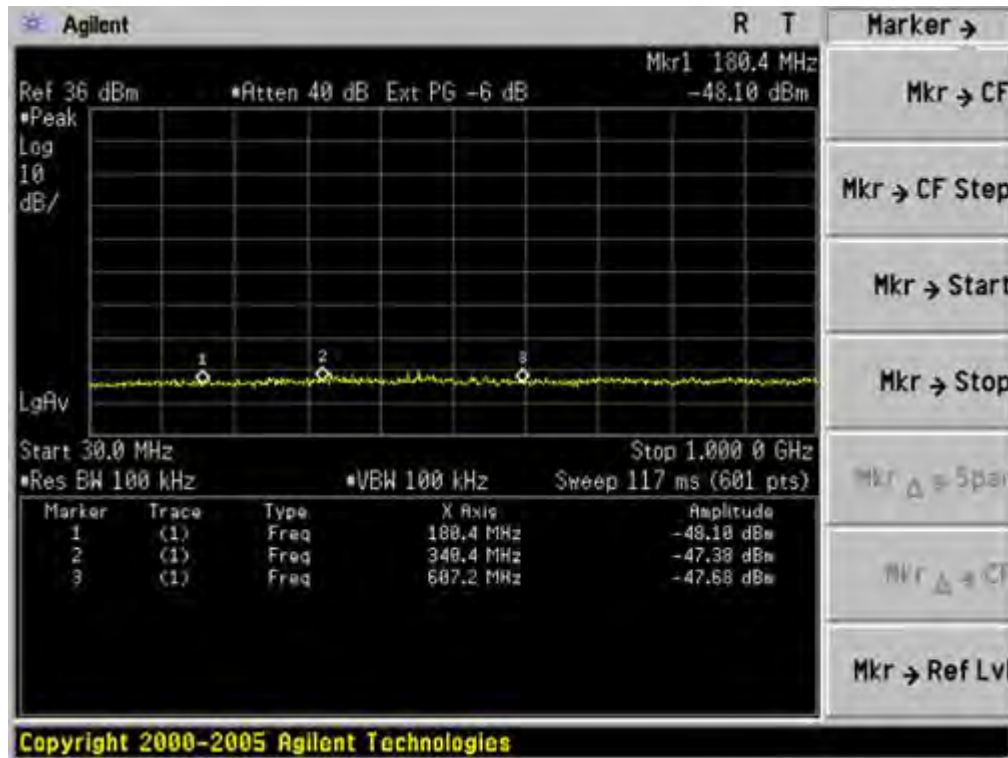 Agilent R T Marker →
Mkr1 180.4 MHz
Ref 36 dBm *Atten 40 dB Ext PG -6 dB -48.10 dBm
*Peak
Log
10
dB/
1 2 3
LgAv
Start 30.0 MHz Stop 1.000 0 GHz
*Res BW 100 kHz *VBW 100 kHz Sweep 117 ms (601 pts)
Marker Trace Type X Axis Amplitude
1 (1) Freq 180.4 MHz -48.10 dBm
2 (1) Freq 340.4 MHz -47.38 dBm
3 (1) Freq 607.2 MHz -47.68 dBm
Mkr → CF
Mkr → CF Step
Mkr → Start
Mkr → Stop
Mkr Δ → Span
Mkr Δ → CF
Mkr → Ref Lvl
Copyright 2000-2005 Agilent Technologies